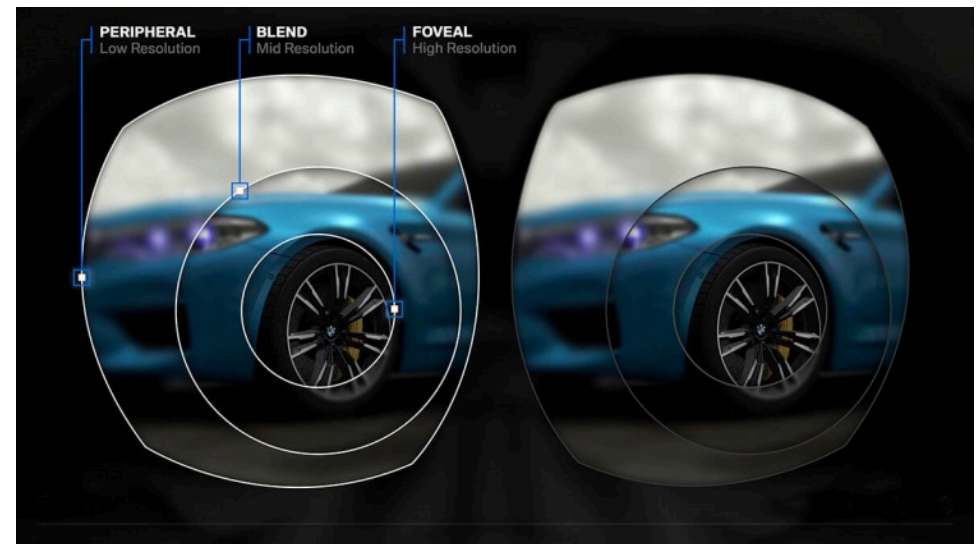 PERIPHERAL
Low Resolution
BLEND
Mid Resolution
FOVEAL
High Resolution